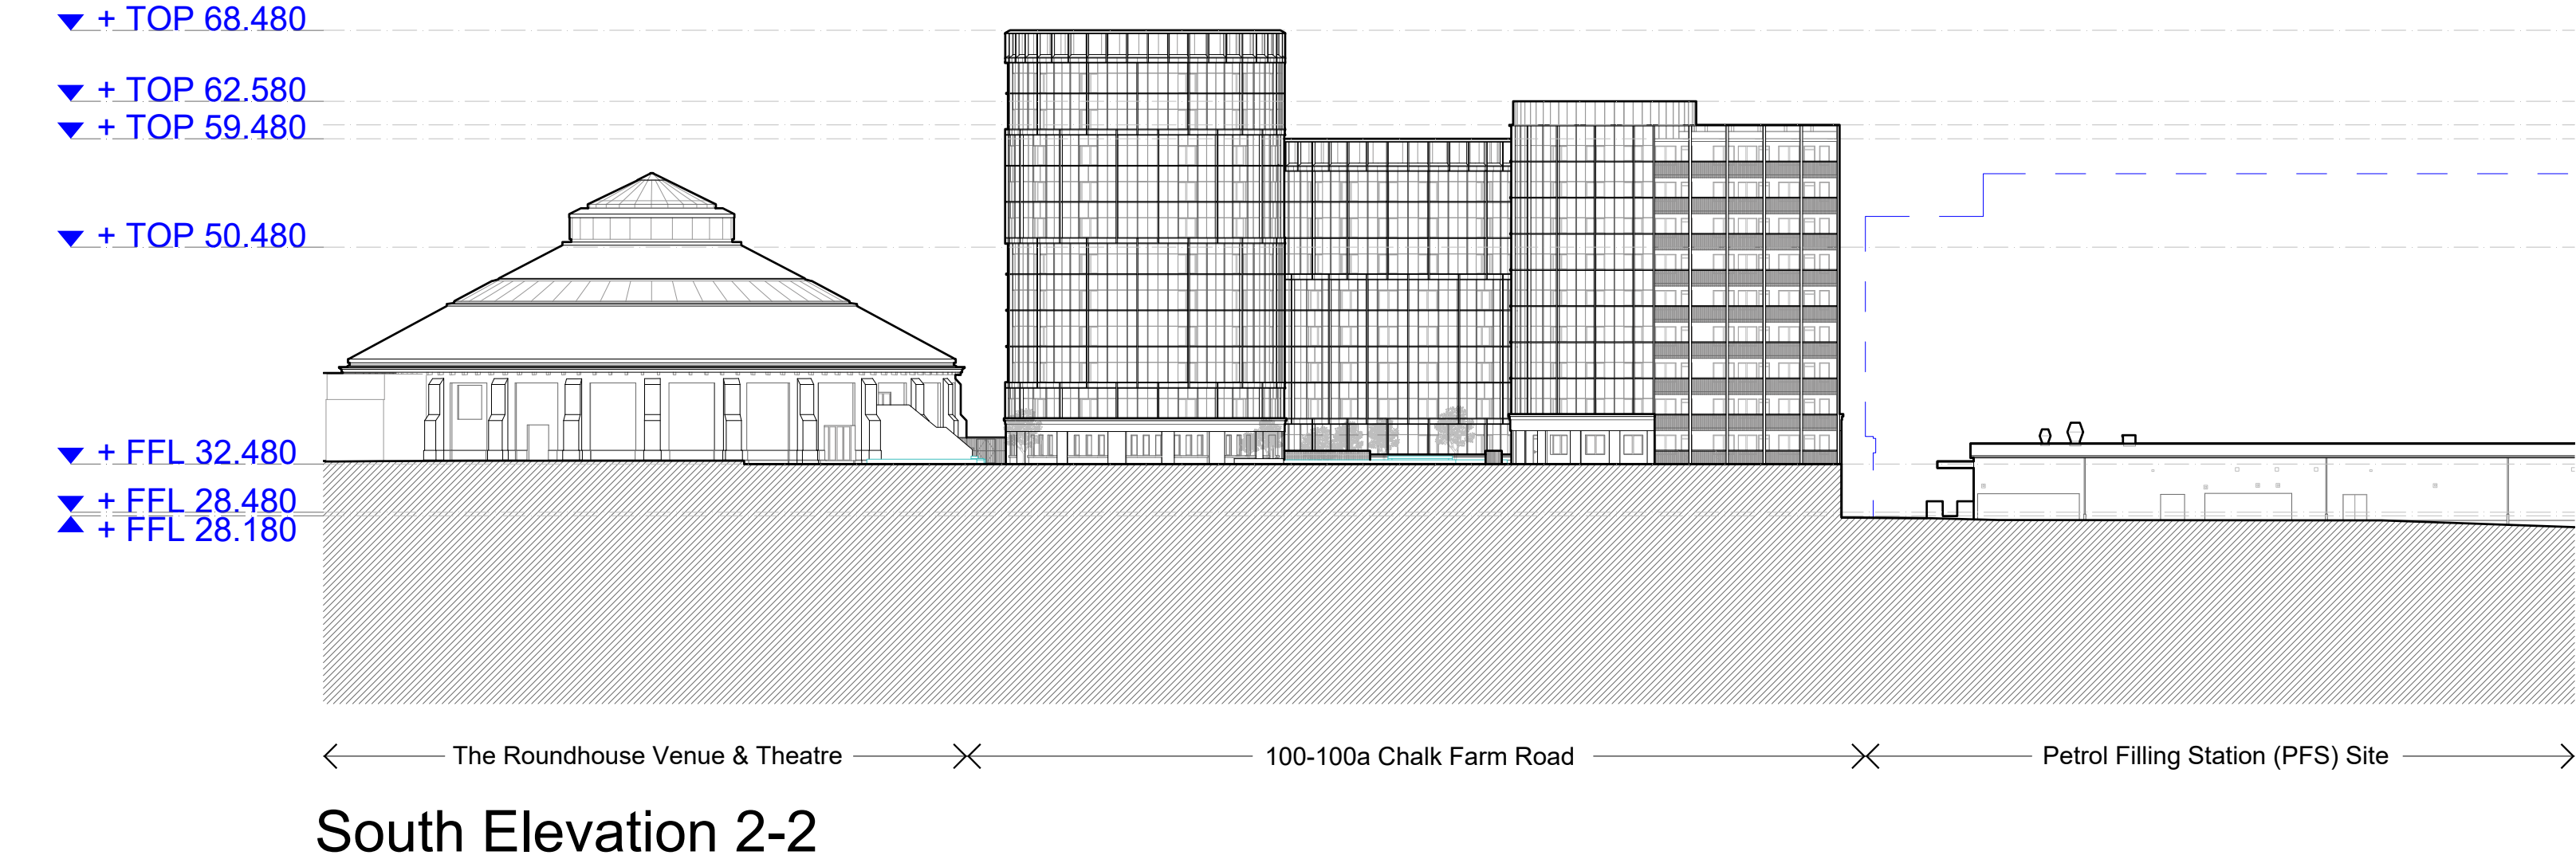 + TOP 68.480
+ TOP 62.580
+ TOP 59.480
+ TOP 50.480
+ FFL 32.480
+ FFL 28.480
+ FFL 28.180
The Roundhouse Venue & Theatre
100-100a Chalk Farm Road
Petrol Filling Station (PFS) Site
South Elevation 2-2